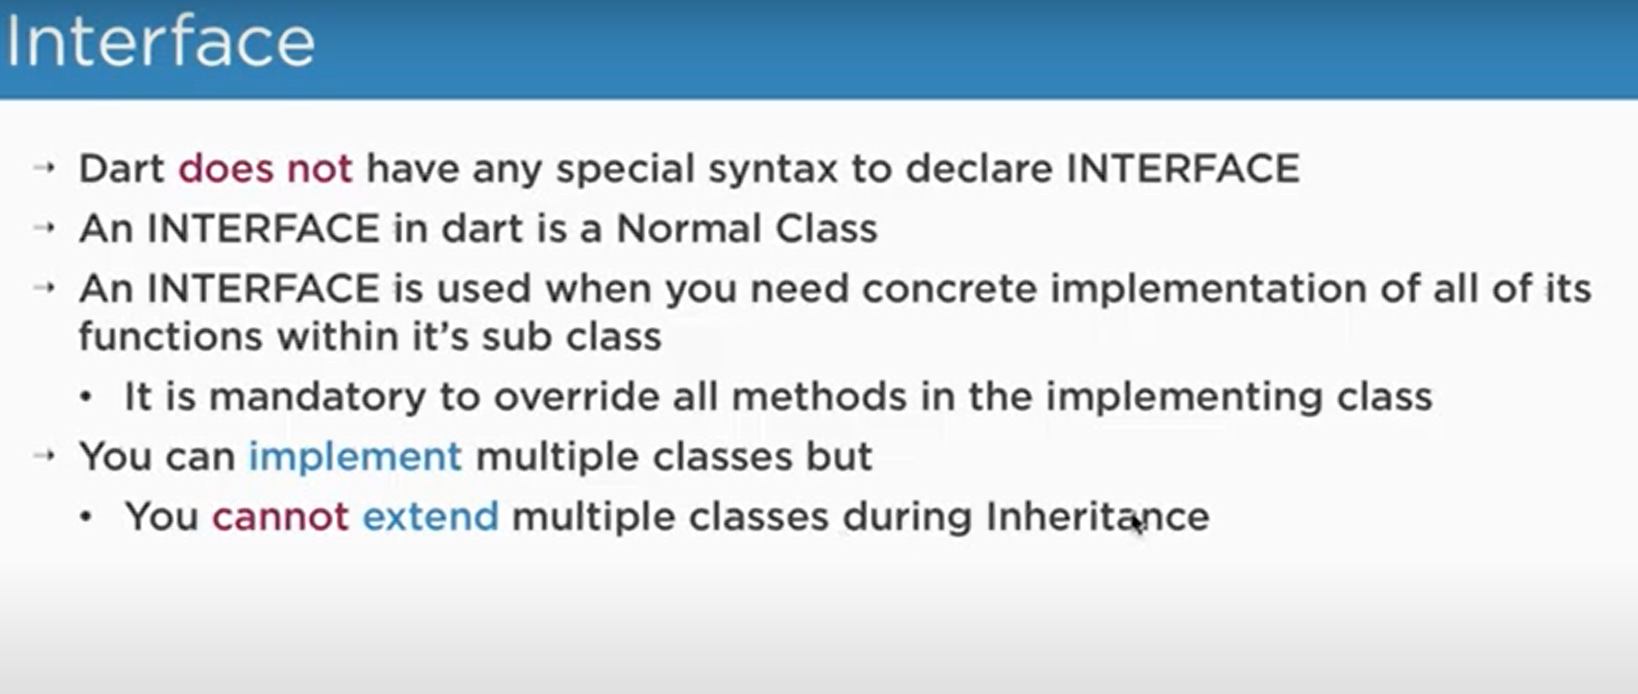 Interface
→ Dart does not have any special syntax to declare INTERFACE
→ An INTERFACE in dart is a Normal Class
→ An INTERFACE is used when you need concrete implementation of all of its
functions within it’s sub class
• It is mandatory to override all methods in the implementing class
→ You can implement multiple classes but
• You cannot extend multiple classes during Inheritance